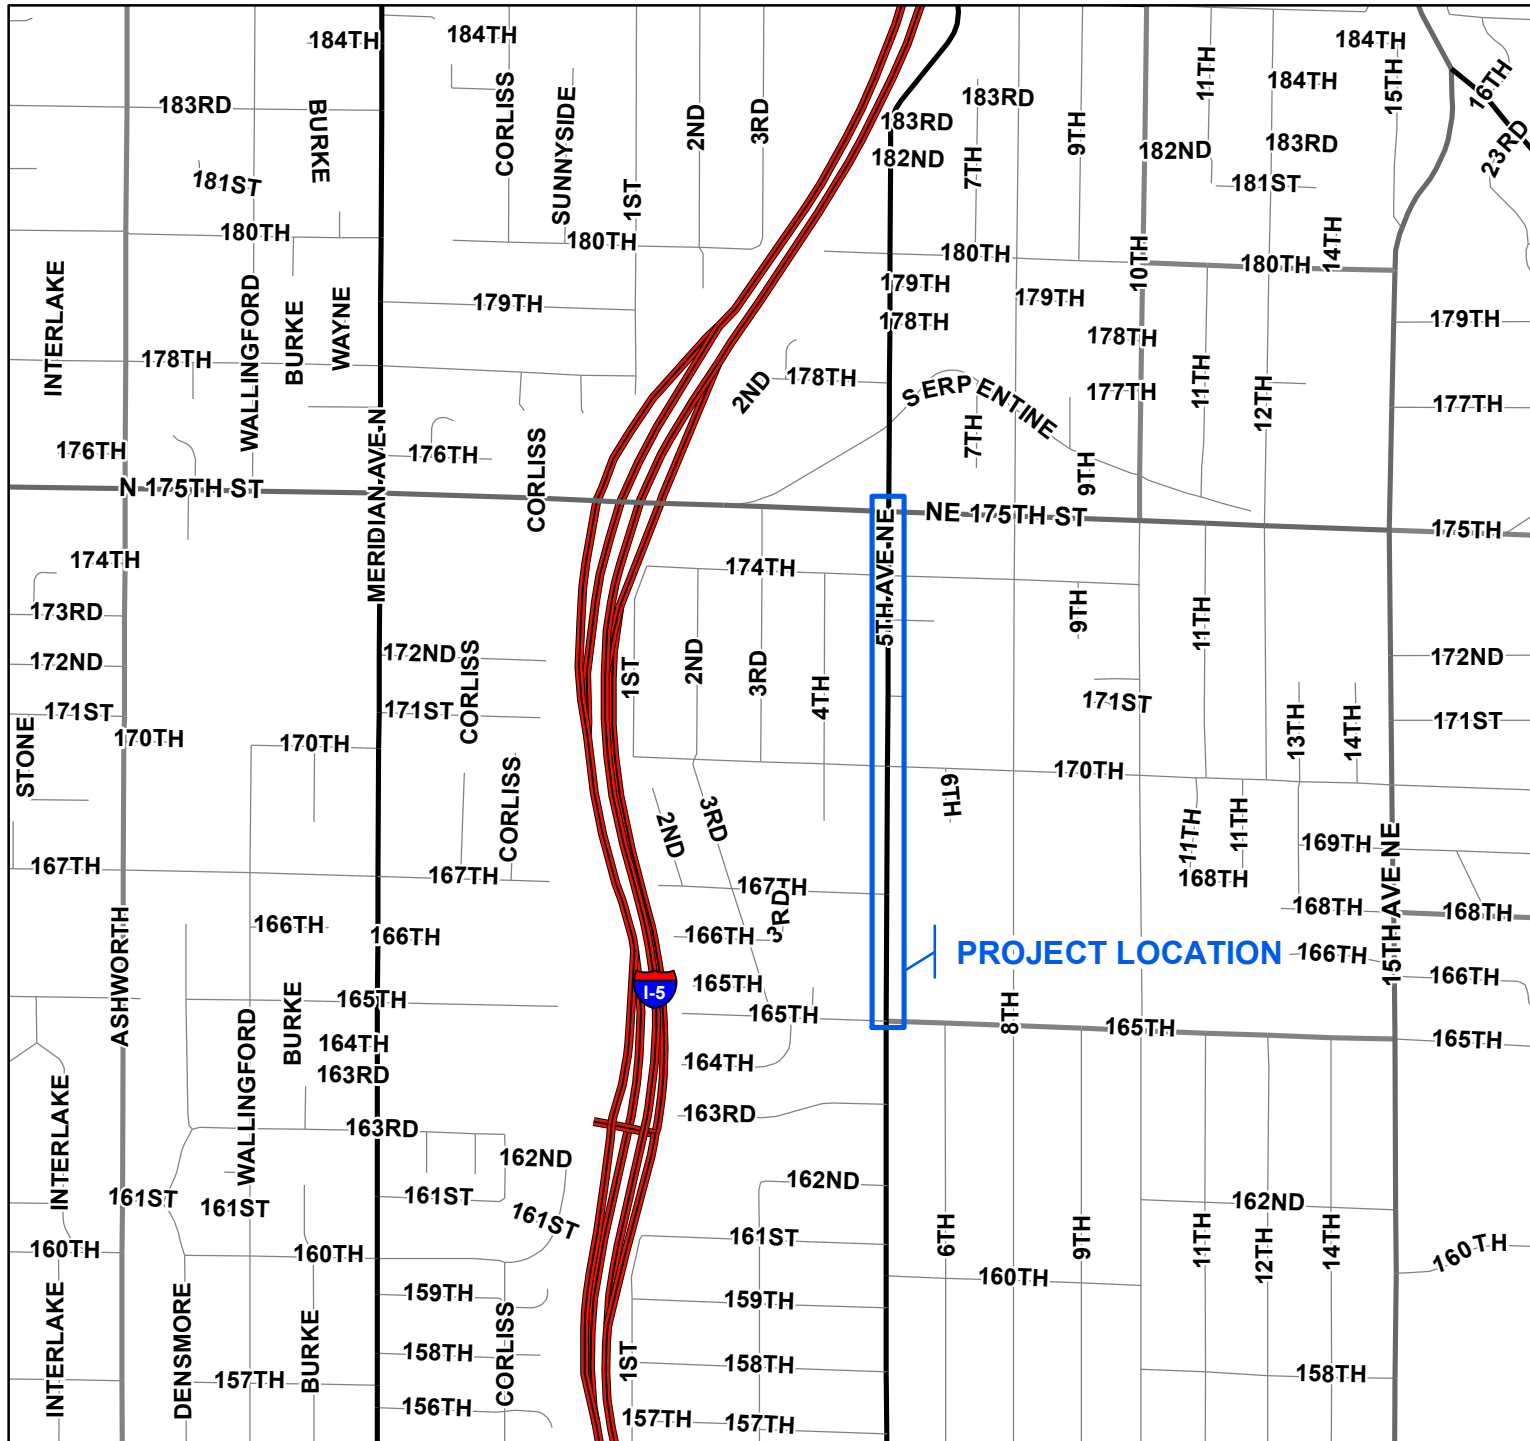 184TH
184TH
184TH
184TH
183RD
BURKE
CORLISS
SUNNYSIDE
2ND
3RD
183RD
183RD
182ND
7TH
9TH
11TH
182ND
183RD
15TH
16TH
23RD
181ST
1ST
181ST
180TH
180TH
180TH
10TH
180TH
14TH
INTERLAKE
WALLINGFORD
BURKE
WAYNE
179TH
179TH
179TH
179TH
178TH
178TH
178TH
2ND
178TH
SERPENTINE
177TH
11TH
12TH
177TH
MERIDIAN AVE N
176TH
176TH
CORLISS
7TH
9TH
N 175TH ST
5TH AVE NE
NE 175TH ST
175TH
174TH
174TH
173RD
9TH
11TH
172ND
172ND
CORLISS
1ST
2ND
3RD
4TH
172ND
171ST
171ST
171ST
171ST
STONE
170TH
170TH
13TH
14TH
170TH
CORLISS
2ND
3RD
6TH
11TH
11TH
169TH
15TH AVE NE
167TH
167TH
167TH
168TH
3RD
168TH
168TH
ASHWORTH
166TH
166TH
166TH
PROJECT LOCATION
166TH
166TH
I-5
165TH
165TH
165TH
8TH
165TH
165TH
WALLINGFORD
BURKE
164TH
164TH
163RD
INTERLAKE
163RD
163RD
162ND
162ND
162ND
161ST
161ST
161ST
161ST
161ST
6TH
9TH
11TH
12TH
14TH
160TH
160TH
160TH
160TH
INTERLAKE
DENSMORE
BURKE
159TH
CORLISS
159TH
158TH
1ST
158TH
158TH
157TH
156TH
157TH
157TH
178TH